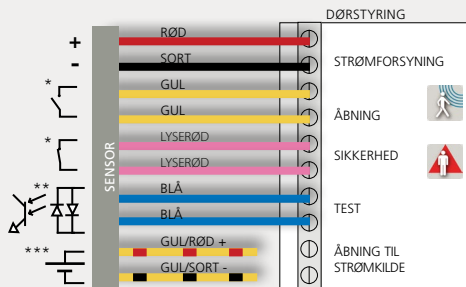 DØRSTYRING
RØD
+
SORT
-
STRØMFORSYNING
GUL
*
GUL
ÅBNING
LYSERØD
*
LYSERØD
SIKKERHED
SENSOR
BLÅ
**
BLÅ
TEST
GUL/RØD +
***
GUL/SORT -
ÅBNING TIL
STRØMKILDE